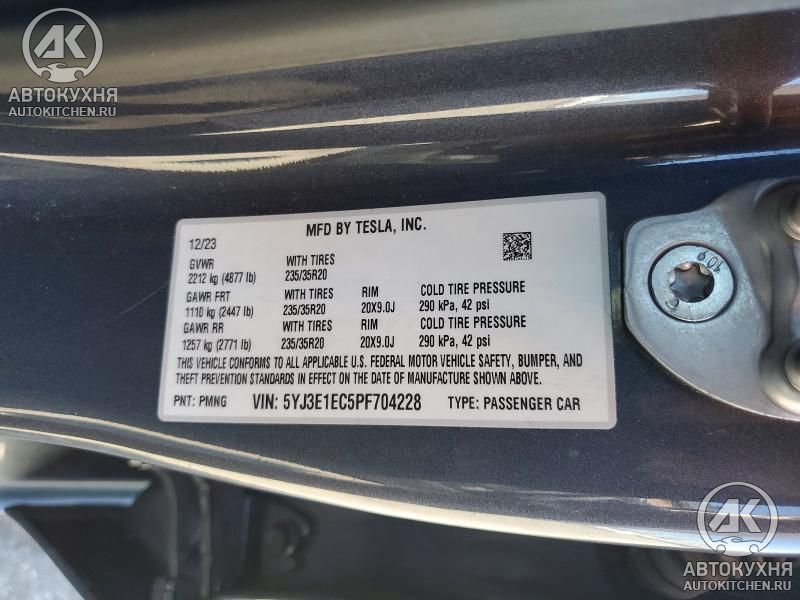 АК
АВТОКУХНЯ
AUTOKITCHEN.RU
MFD BY TESLA, INC.
12/23
GVWR WITH TIRES
2212 kg (4877 lb) 235/35R20
GAWR FRT WITH TIRES RIM COLD TIRE PRESSURE
1110 kg (2447 lb) 235/35R20 20X9.0J 290 kPa, 42 psi
GAWR RR WITH TIRES RIM COLD TIRE PRESSURE
1257 kg (2771 lb) 235/35R20 20X9.0J 290 kPa, 42 psi
THIS VEHICLE CONFORMS TO ALL APPLICABLE U.S. FEDERAL MOTOR VEHICLE SAFETY, BUMPER, AND
THEFT PREVENTION STANDARDS IN EFFECT ON THE DATE OF MANUFACTURE SHOWN ABOVE.
PNT: PMNG VIN: 5YJ3E1EC5PF704228 TYPE: PASSENGER CAR
10.9
АК
АВТОКУХНЯ
AUTOKITCHEN.RU